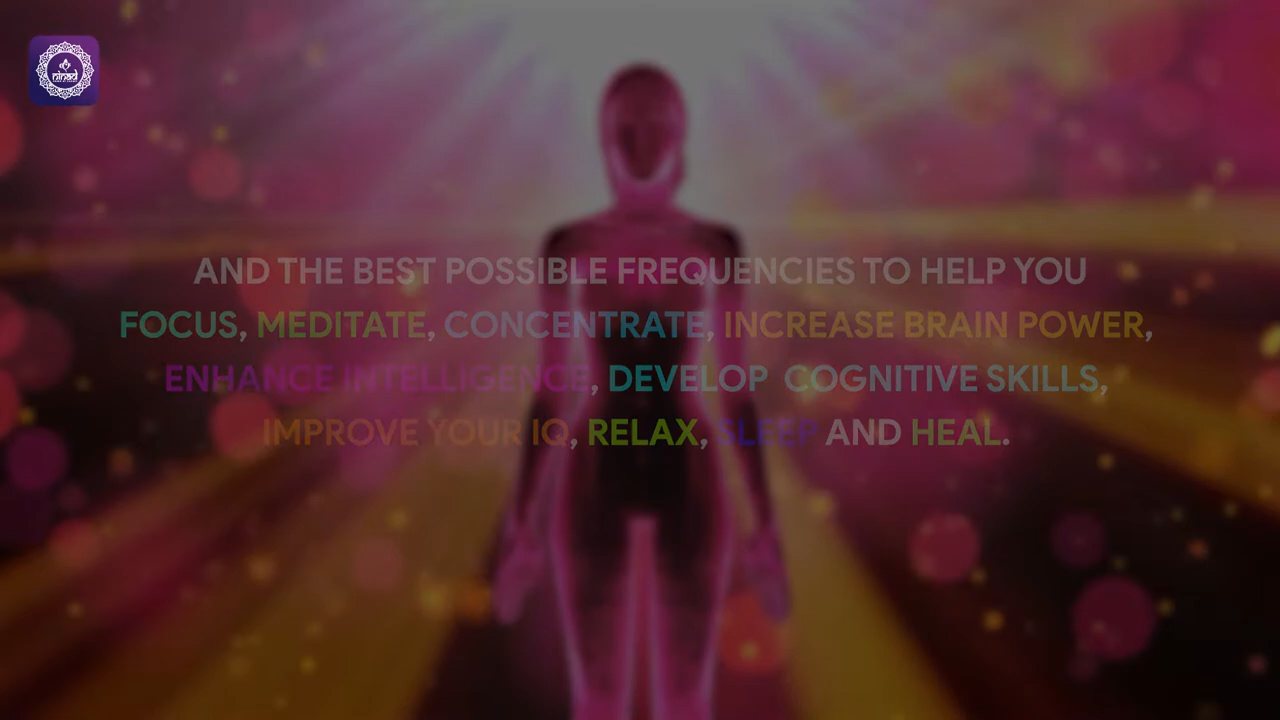 ninad
AND THE BEST POSSIBLE FREQUENCIES TO HELP YOU
FOCUS, MEDITATE, CONCENTRATE, INCREASE BRAIN POWER,
ENHANCE INTELLIGENCE, DEVELOP COGNITIVE SKILLS,
IMPROVE YOUR IQ, RELAX, SLEEP AND HEAL.